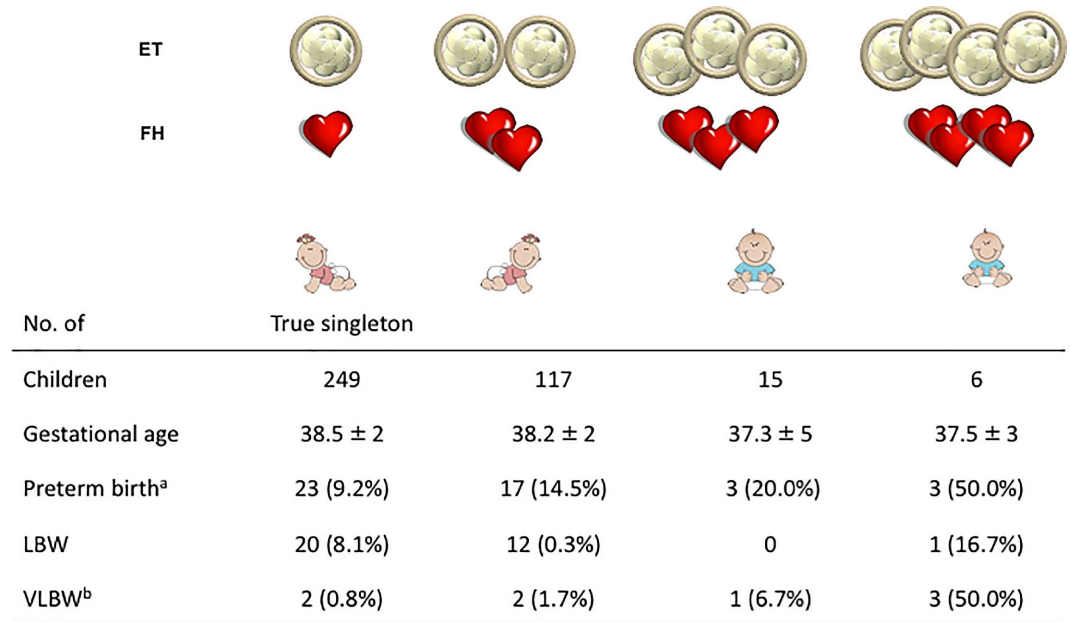 ET
FH
No. of True singleton
Children 249 117 15 6
Gestational age 38.5 ± 2 38.2 ± 2 37.3 ± 5 37.5 ± 3
Preterm birthᵃ 23 (9.2%) 17 (14.5%) 3 (20.0%) 3 (50.0%)
LBW 20 (8.1%) 12 (0.3%) 0 1 (16.7%)
VLBWᵇ 2 (0.8%) 2 (1.7%) 1 (6.7%) 3 (50.0%)